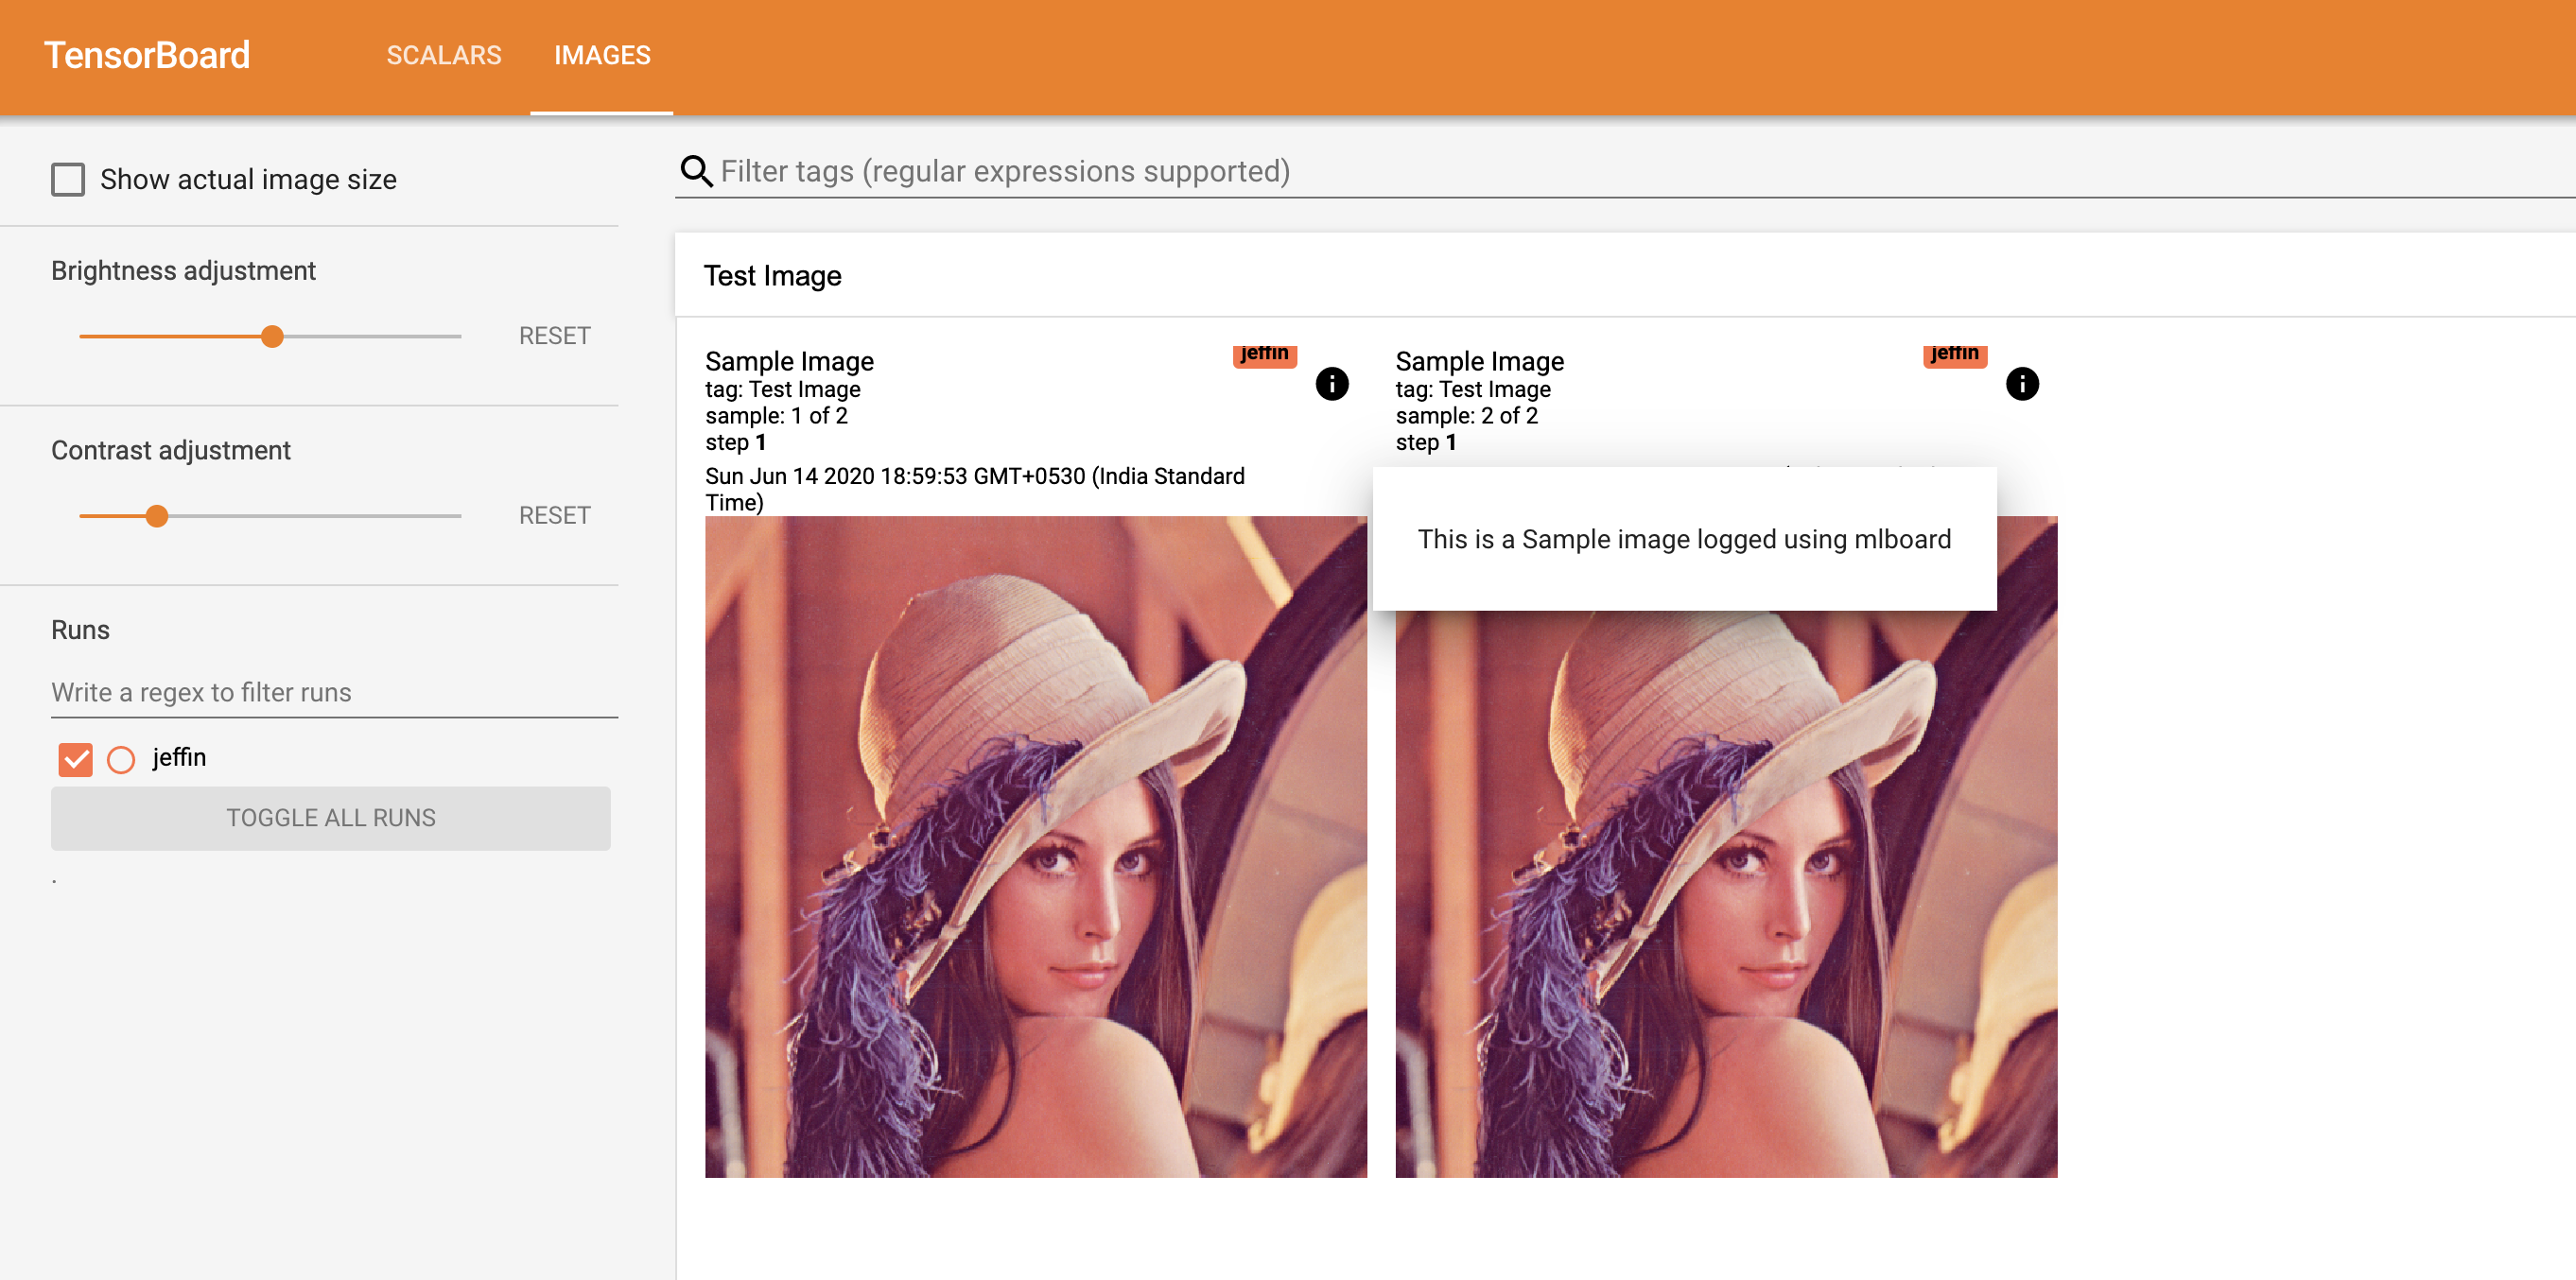 TensorBoard
SCALARS
IMAGES
Show actual image size
Filter tags (regular expressions supported)
Brightness adjustment
RESET
Contrast adjustment
RESET
Runs
Write a regex to filter runs
jeffin
TOGGLE ALL RUNS
.
Test Image
Sample Image
jeffin
tag: Test Image
sample: 1 of 2
step 1
Sun Jun 14 2020 18:59:53 GMT+0530 (India Standard
Time)
Sample Image
jeffin
tag: Test Image
sample: 2 of 2
step 1
This is a Sample image logged using mlboard